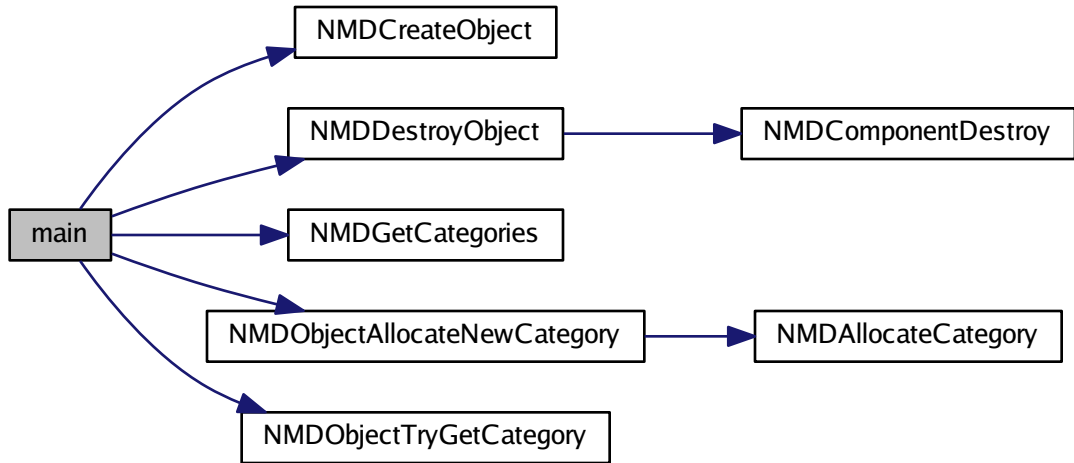 NMDCreateObject
NMDDestroyObject
NMDComponentDestroy
main
NMDGetCategories
NMDObjectAllocateNewCategory
NMDAllocateCategory
NMDObjectTryGetCategory